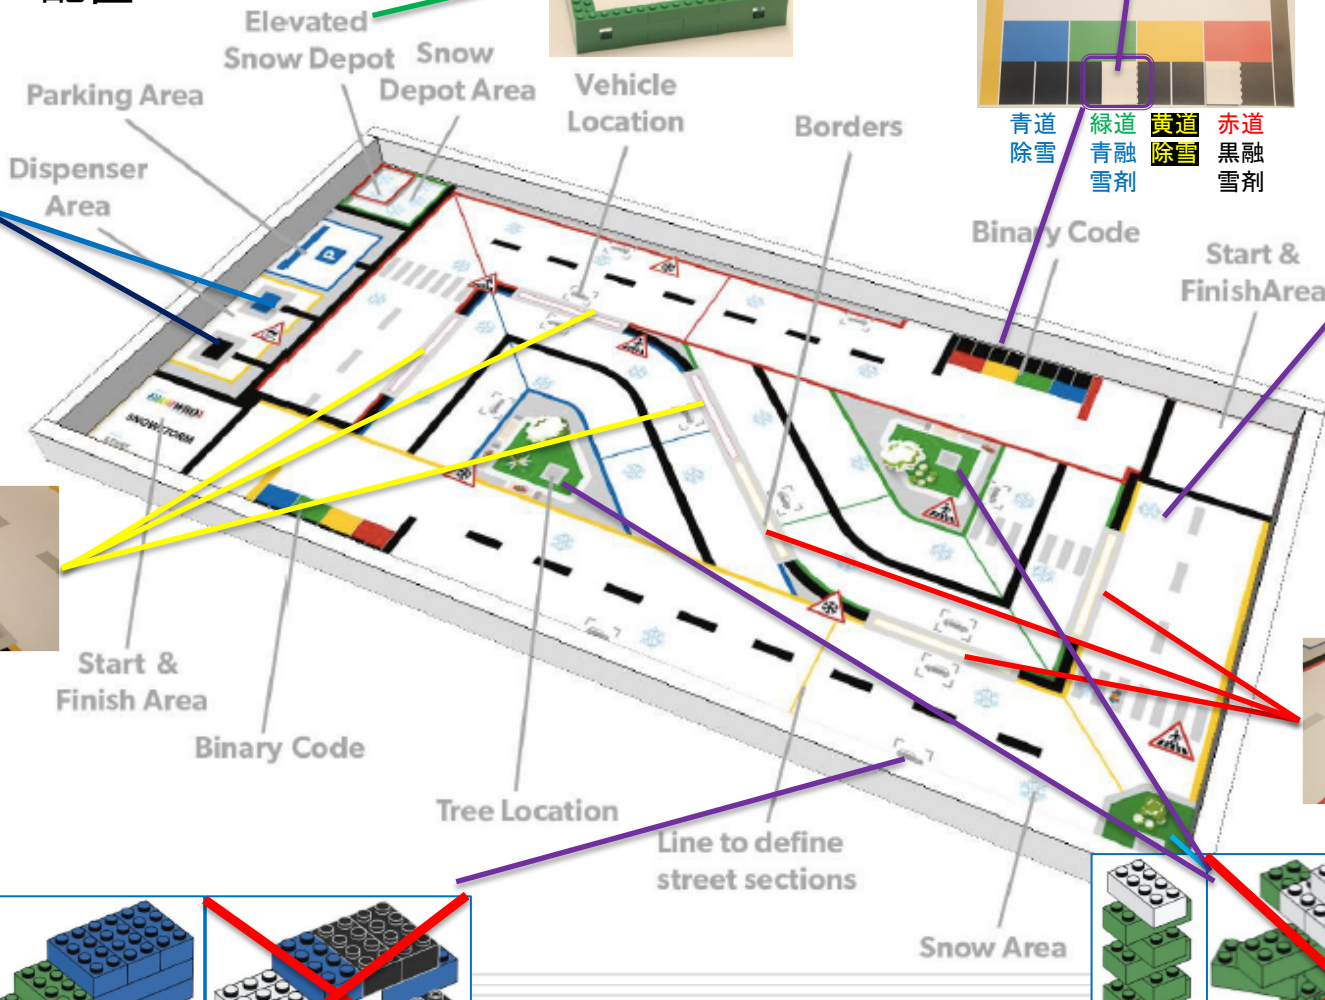 Elevated
Snow Depot
Snow
Depot Area
Parking Area
Vehicle
Location
Borders
Dispenser
Area
青道
除雪
緑道
青融
雪剤
黄道
除雪
赤道
黒融
雪剤
Binary Code
Start &
FinishArea
P
SNOWSTORM
Start &
Finish Area
Binary Code
Tree Location
Line to define
street sections
Snow Area